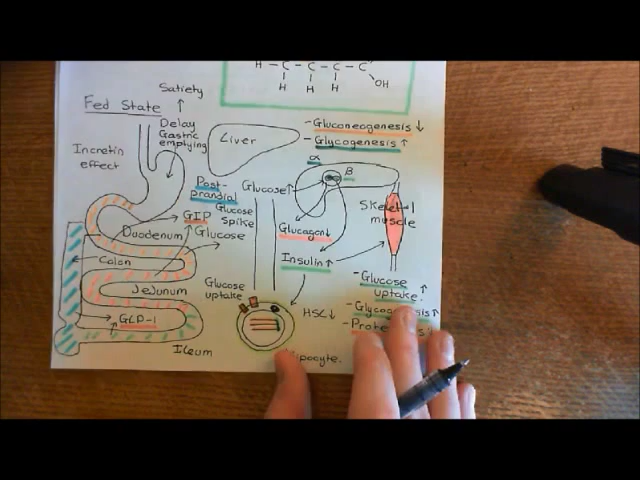 H - C - C - C - C
H H H OH
Satiety
↑
Fed State
Delay
Gastric
emptying
Incretin
effect
Liver
- Gluconeogenesis ↓
- Glycogenesis ↑
α
β
Post-
prandial
Glucose
spike
Glucose↑
GIP
Glucose
Duodenum
Colon
Jejunum
GLP-1
Ileum
Glucagon↓
Insulin↑
Skeletal
muscle
- Glucose ↑
uptake.
↑
- Prote
Glucose
uptake
HSL↓